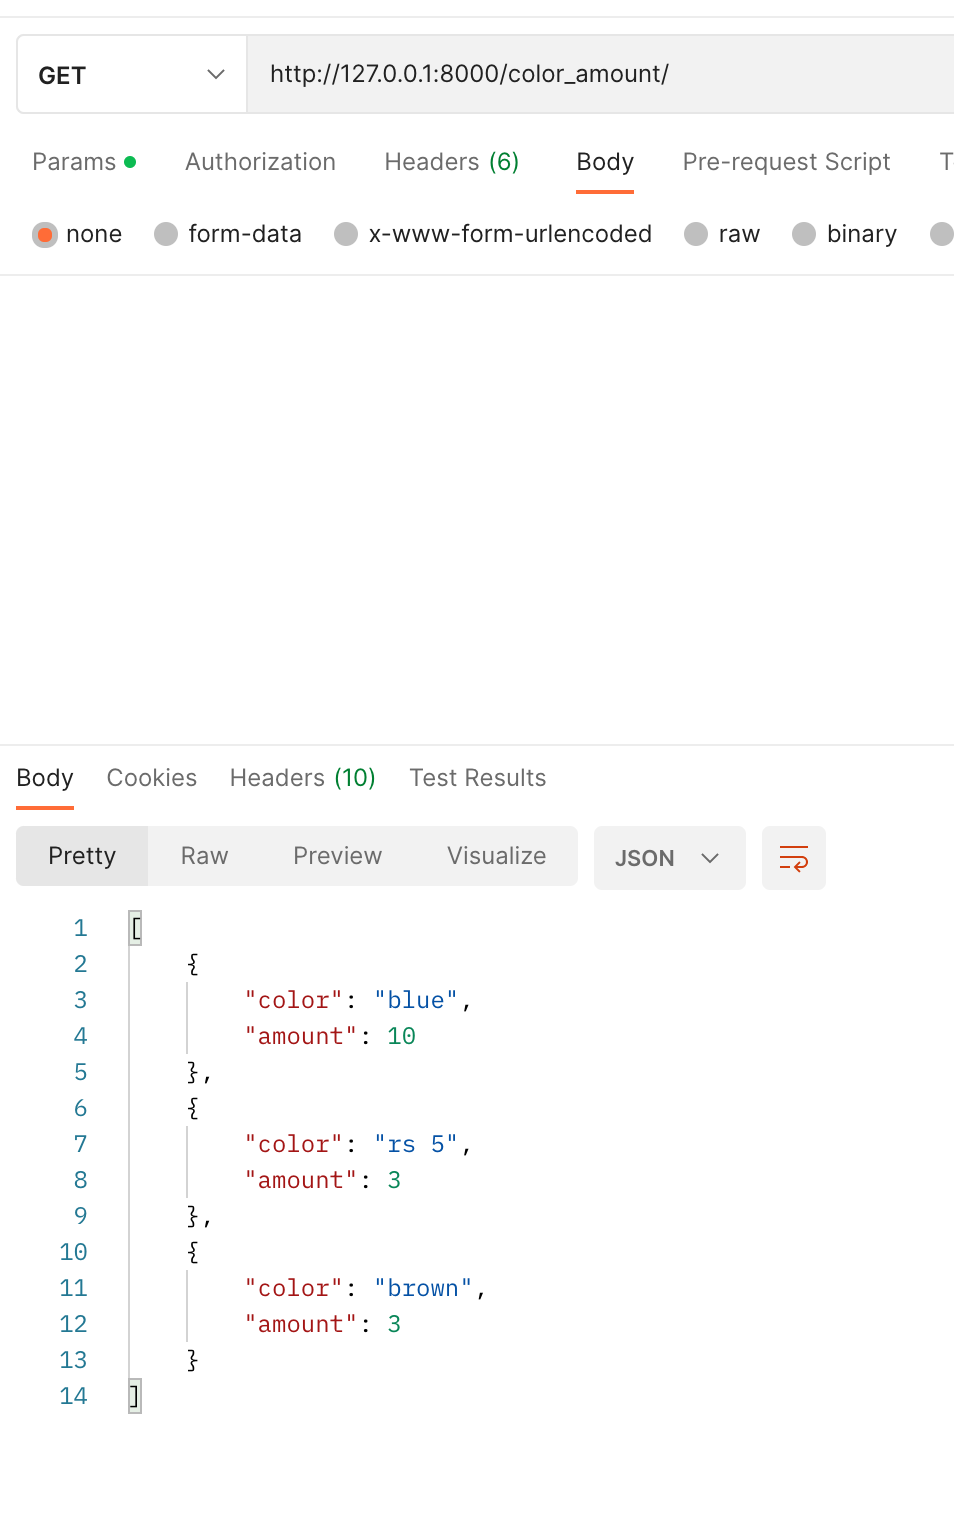 GET http://127.0.0.1:8000/color_amount/
Params Authorization Headers (6) Body Pre-request Script
none form-data x-www-form-urlencoded raw binary
Body Cookies Headers (10) Test Results
Pretty Raw Preview Visualize JSON
1 [
2 {
3 "color": "blue",
4 "amount": 10
5 },
6 {
7 "color": "rs 5",
8 "amount": 3
9 },
10 {
11 "color": "brown",
12 "amount": 3
13 }
14 ]